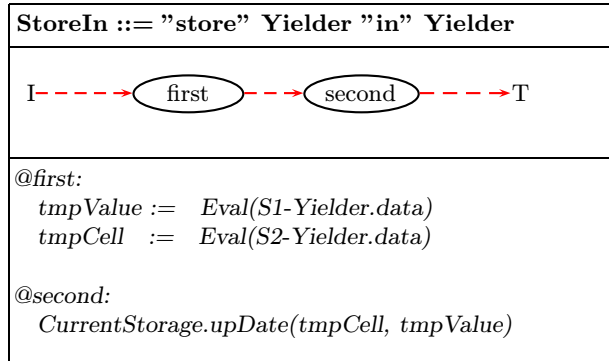 StoreIn ::= ”store” Yielder ”in” Yielder
I first second T
@first:
tmpValue := Eval(S1-Yielder.data)
tmpCell := Eval(S2-Yielder.data)
@second:
CurrentStorage.upDate(tmpCell, tmpValue)